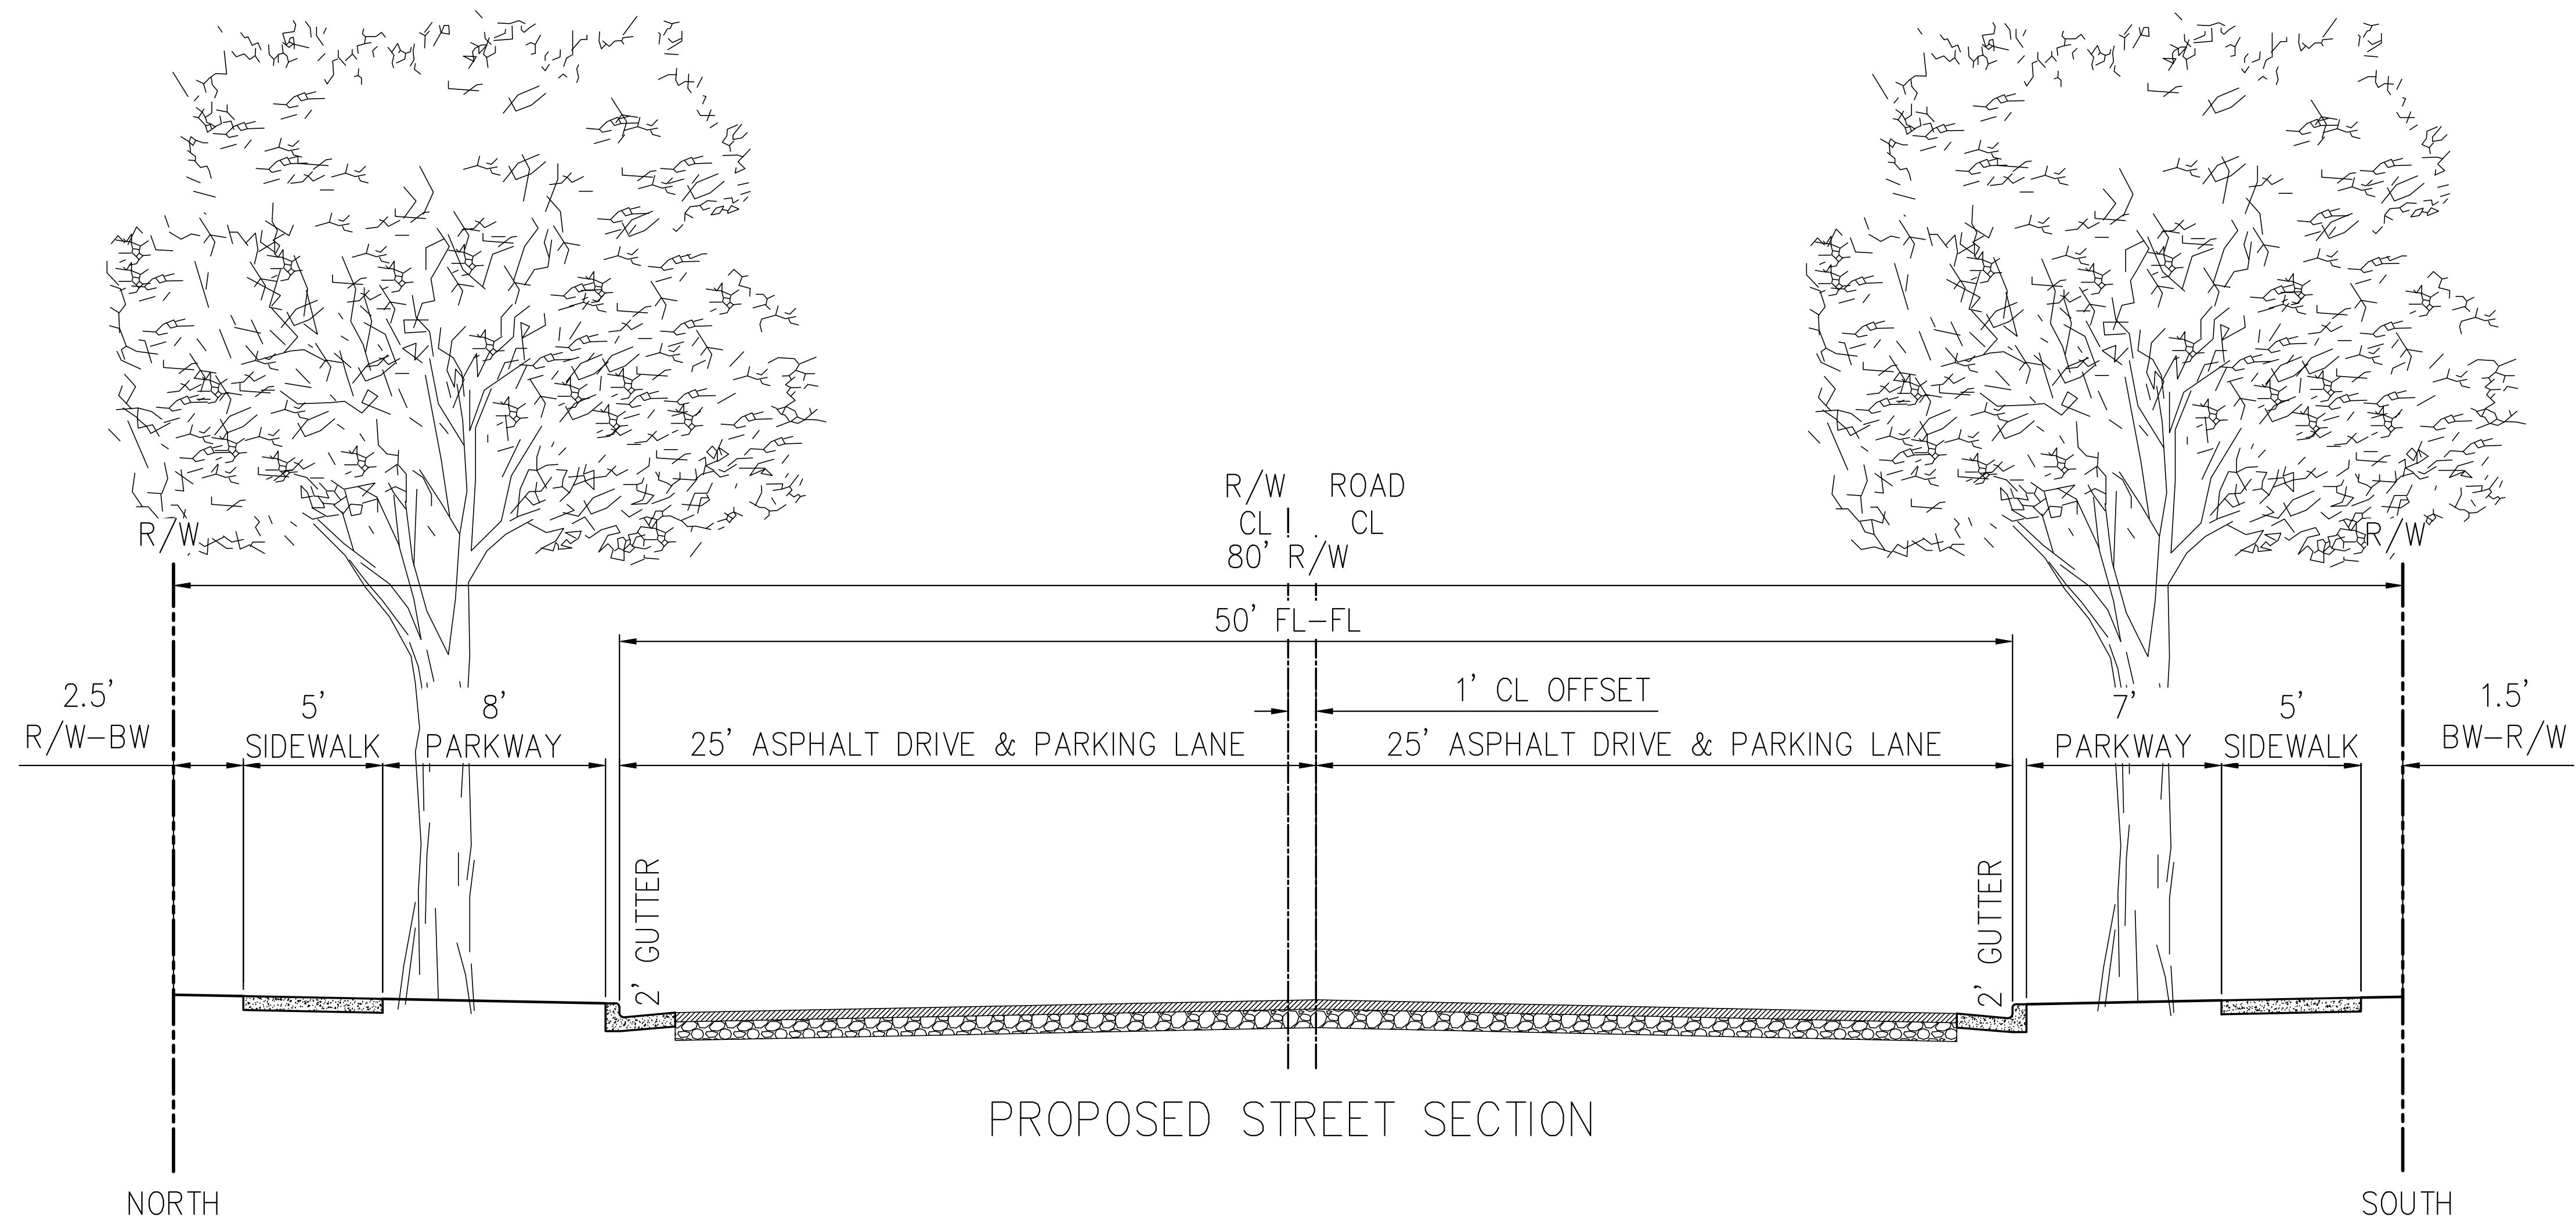 R/W ROAD
CL CL
R/W
R/W
80' R/W
50' FL-FL
1' CL OFFSET
2.5'
R/W-BW
5'
SIDEWALK
8'
PARKWAY
25' ASPHALT DRIVE & PARKING LANE
25' ASPHALT DRIVE & PARKING LANE
7'
PARKWAY
5'
SIDEWALK
1.5'
BW-R/W
2' GUTTER
2' GUTTER
PROPOSED STREET SECTION
NORTH
SOUTH